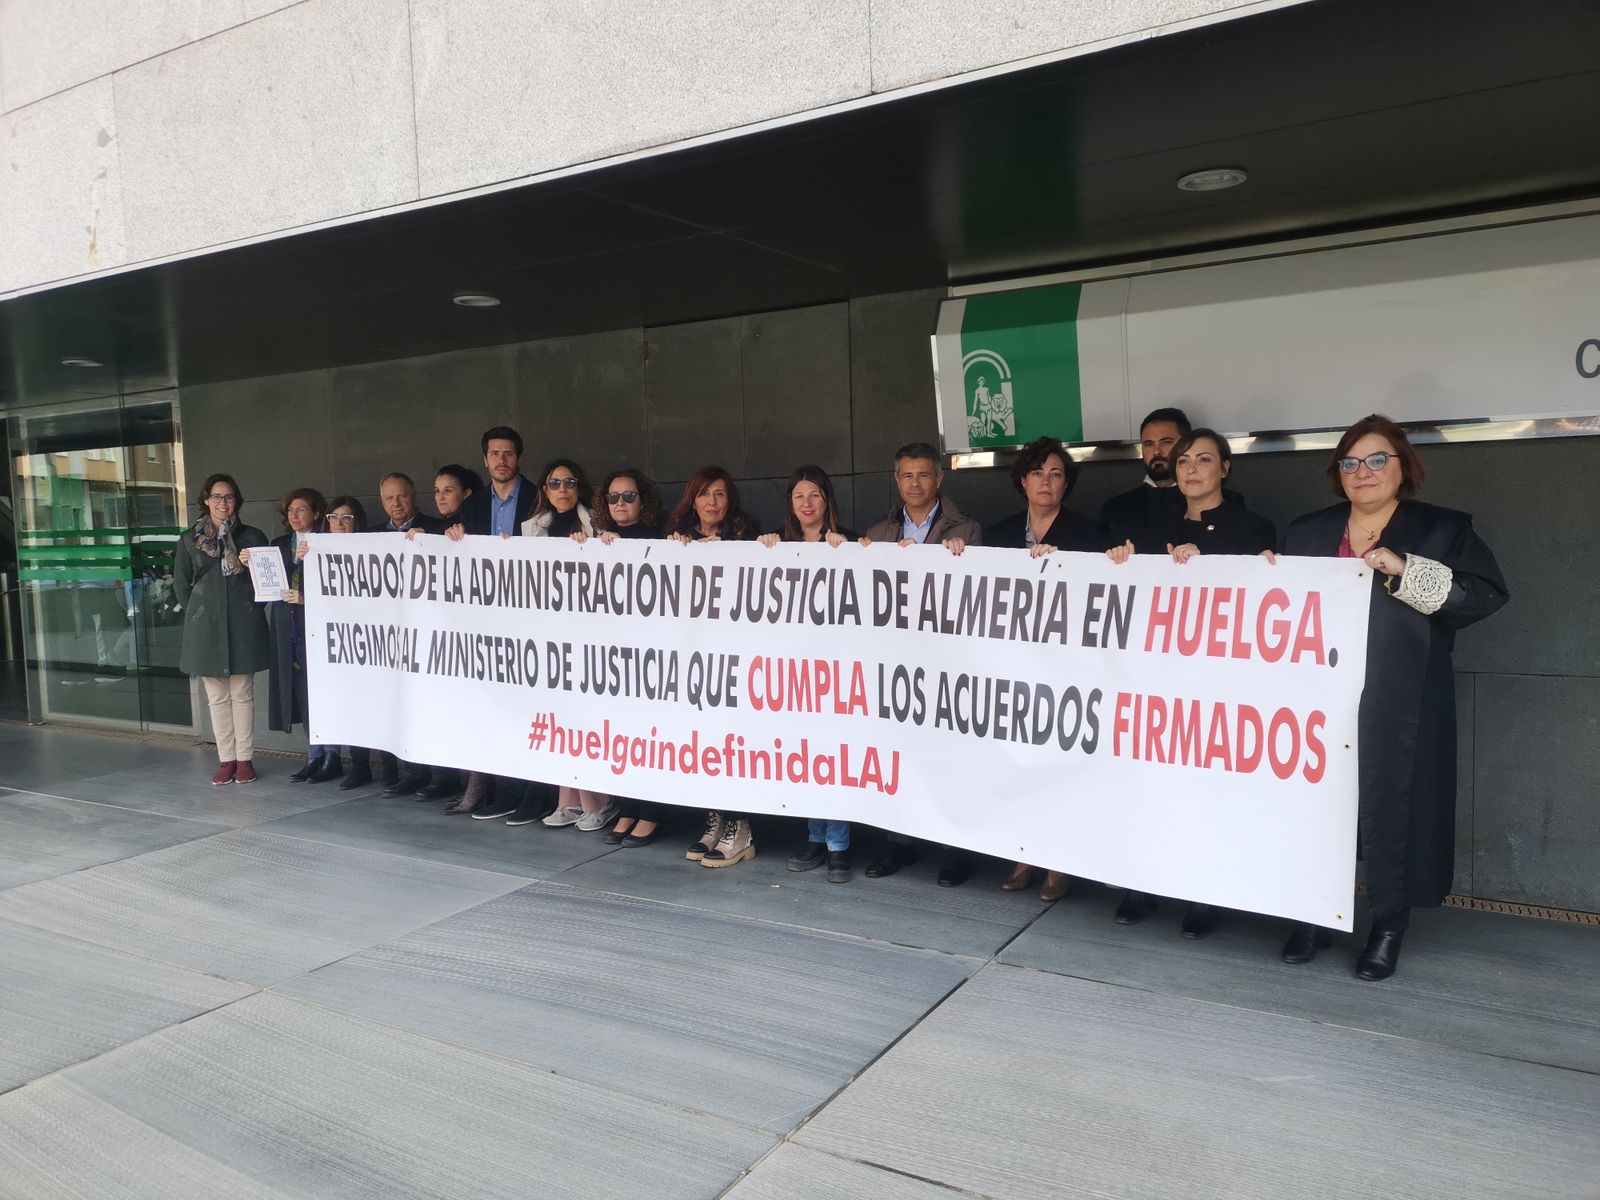 LETRADOS DE LA ADMINISTRACIÓN DE JUSTICIA DE ALMERÍA EN HUELGA.
EXIGIMOS AL MINISTERIO DE JUSTICIA QUE CUMPLA LOS ACUERDOS FIRMADOS
#huelgaindefinidaLAJ
C